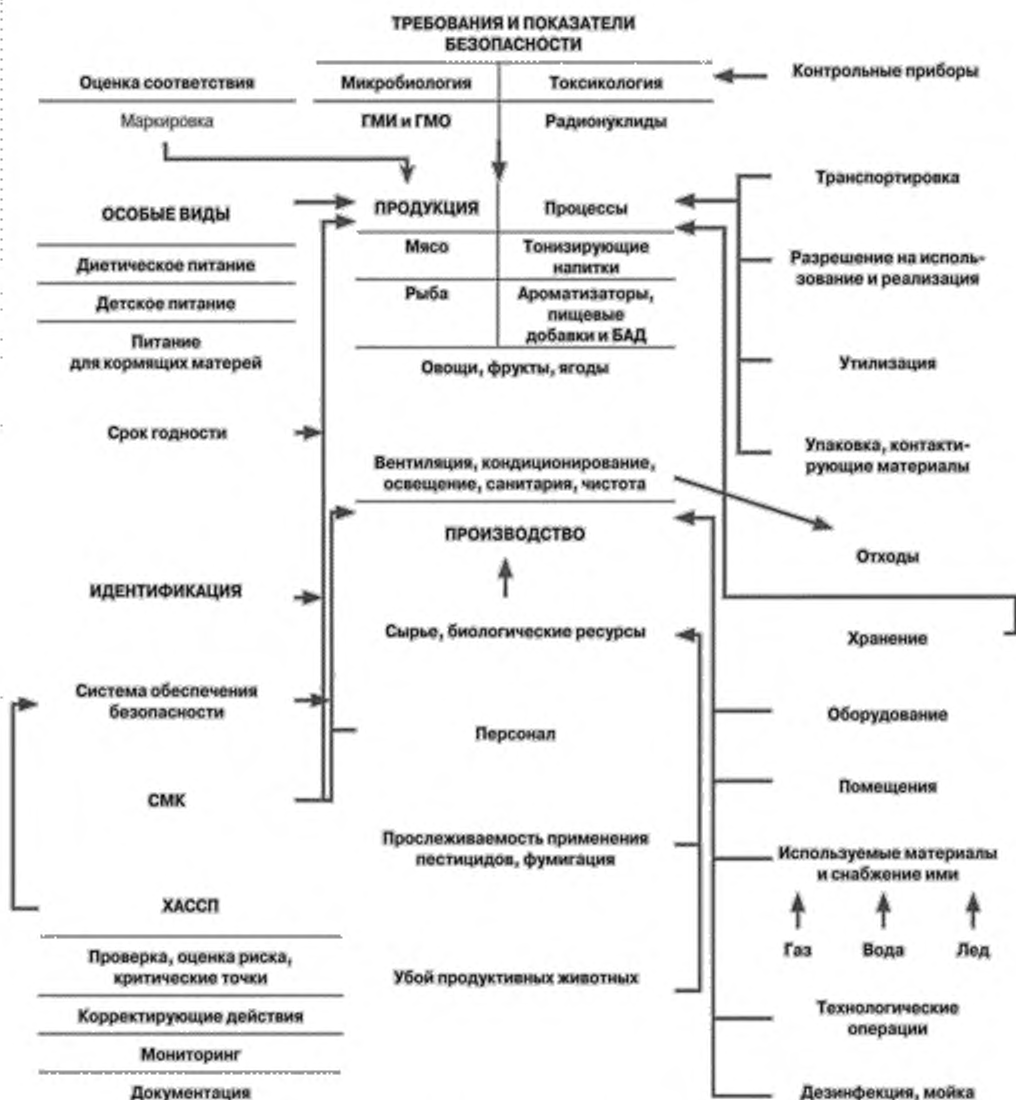 ТРЕБОВАНИЯ И ПОКАЗАТЕЛИ
БЕЗОПАСНОСТИ
Оценка соответствия
Микробиология
Токсикология
Контрольные приборы
Маркировка
ГМИ и ГМО
Радионуклиды
Транспортировка
ОСОБЫЕ ВИДЫ
ПРОДУКЦИЯ
Процессы
Диетическое питание
Мясо
Тонизирующие
напитки
Разрешение на исполь-
зование и реализация
Детское питание
Рыба
Ароматизаторы,
пищевые
добавки и БАД
Питание
для кормящих матерей
Овощи, фрукты, ягоды
Утилизация
Срок годности
Упаковка, контакти-
рующие материалы
Вентиляция, кондиционирование,
освещение, санитария, чистота
ПРОИЗВОДСТВО
Отходы
ИДЕНТИФИКАЦИЯ
Сырье, биологические ресурсы
Хранение
Система обеспечения
безопасности
Персонал
Оборудование
СМК
Помещения
Прослеживаемость применения
пестицидов, фумигация
Используемые материалы
и снабжение ими
ХАССП
Газ
Вода
Лед
Проверка, оценка риска,
критические точки
Убой продуктивных животных
Корректирующие действия
Технологические
операции
Мониторинг
Документация
Дезинфекция, мойка